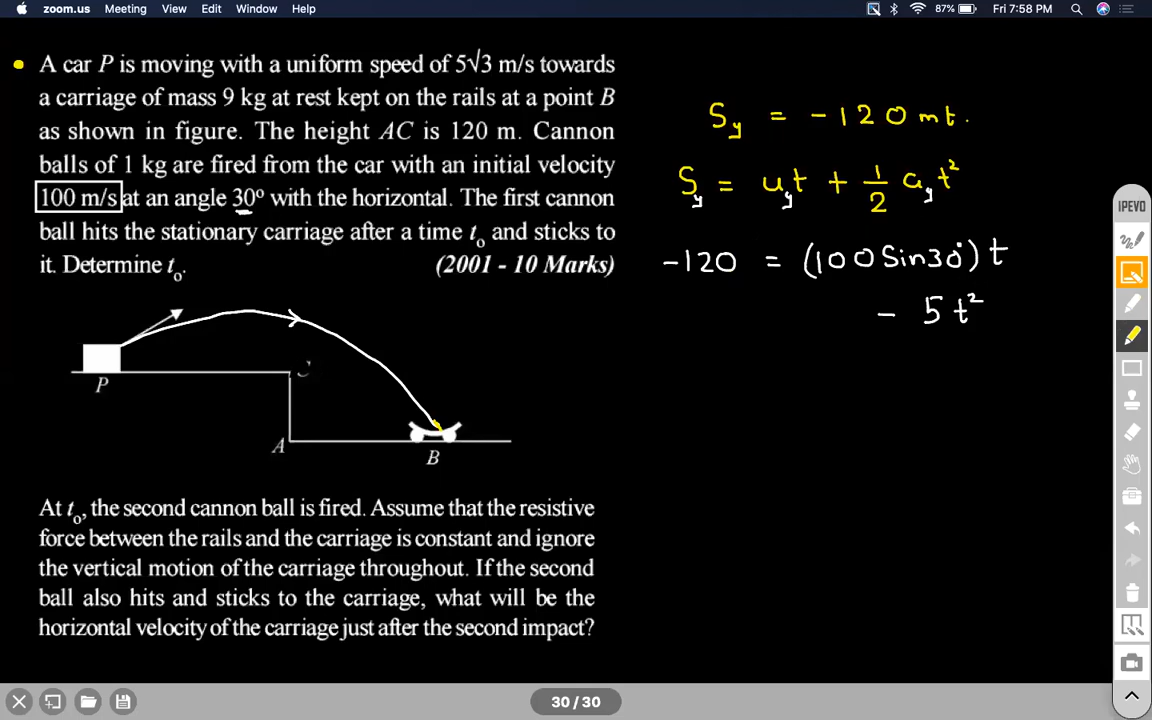 zoom.us Meeting View Edit Window Help 87% Fri 7:58 PM
A car P is moving with a uniform speed of 5√3 m/s towards
a carriage of mass 9 kg at rest kept on the rails at a point B
as shown in figure. The height AC is 120 m. Cannon
balls of 1 kg are fired from the car with an initial velocity
100 m/s at an angle 30º with the horizontal. The first cannon
ball hits the stationary carriage after a time t₀ and sticks to
it. Determine t₀. (2001 - 10 Marks)
P
C
A
B
At t₀, the second cannon ball is fired. Assume that the resistive
force between the rails and the carriage is constant and ignore
the vertical motion of the carriage throughout. If the second
ball also hits and sticks to the carriage, what will be the
horizontal velocity of the carriage just after the second impact?
S_y = -120 mt.
S_y = u_y t + 1/2 a_y t²
-120 = (100 Sin30°) t
- 5t²
IPEVO
30 / 30